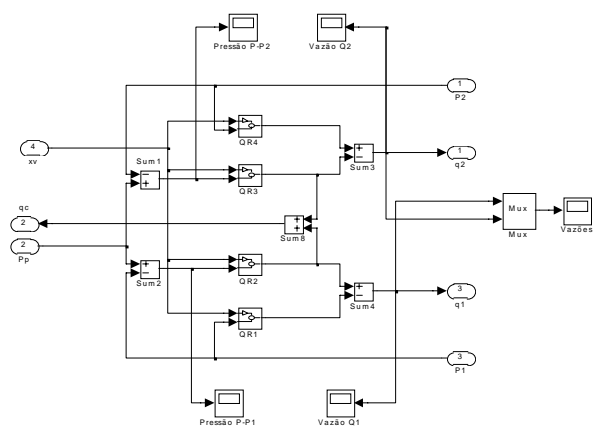 Pressão P-P2
Vazão Q2
1
P2
4
xv
QR4
Sum1
- +
+ -
Sum3
1
q2
QR3
qc
2
+ +
Sum8
Mux
Mux
Vazões
2
Pp
+ -
Sum2
QR2
+ -
Sum4
3
q1
QR1
3
P1
Pressão P-P1
Vazão Q1